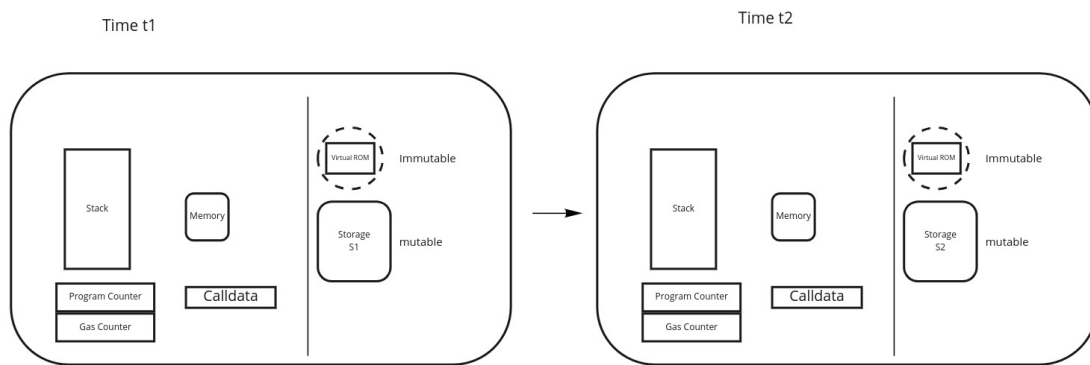 Time t1
Time t2
Stack
Memory
Virtual ROM
Immutable
Storage
S1
mutable
Program Counter
Gas Counter
Calldata
Stack
Memory
Virtual ROM
Immutable
Storage
S2
mutable
Program Counter
Gas Counter
Calldata